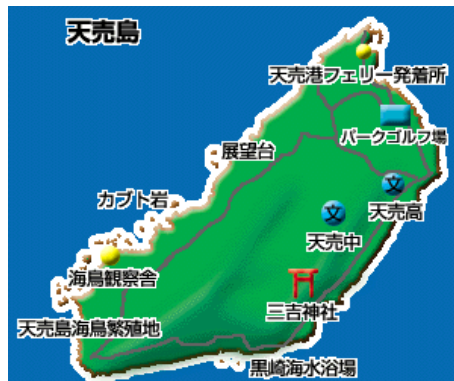 天売島
天売港フェリー発着所
パークゴルフ場
展望台
文
天売高
カブト岩
文
天売中
海鳥観察舎
三吉神社
天売島海鳥繁殖地
黒崎海水浴場